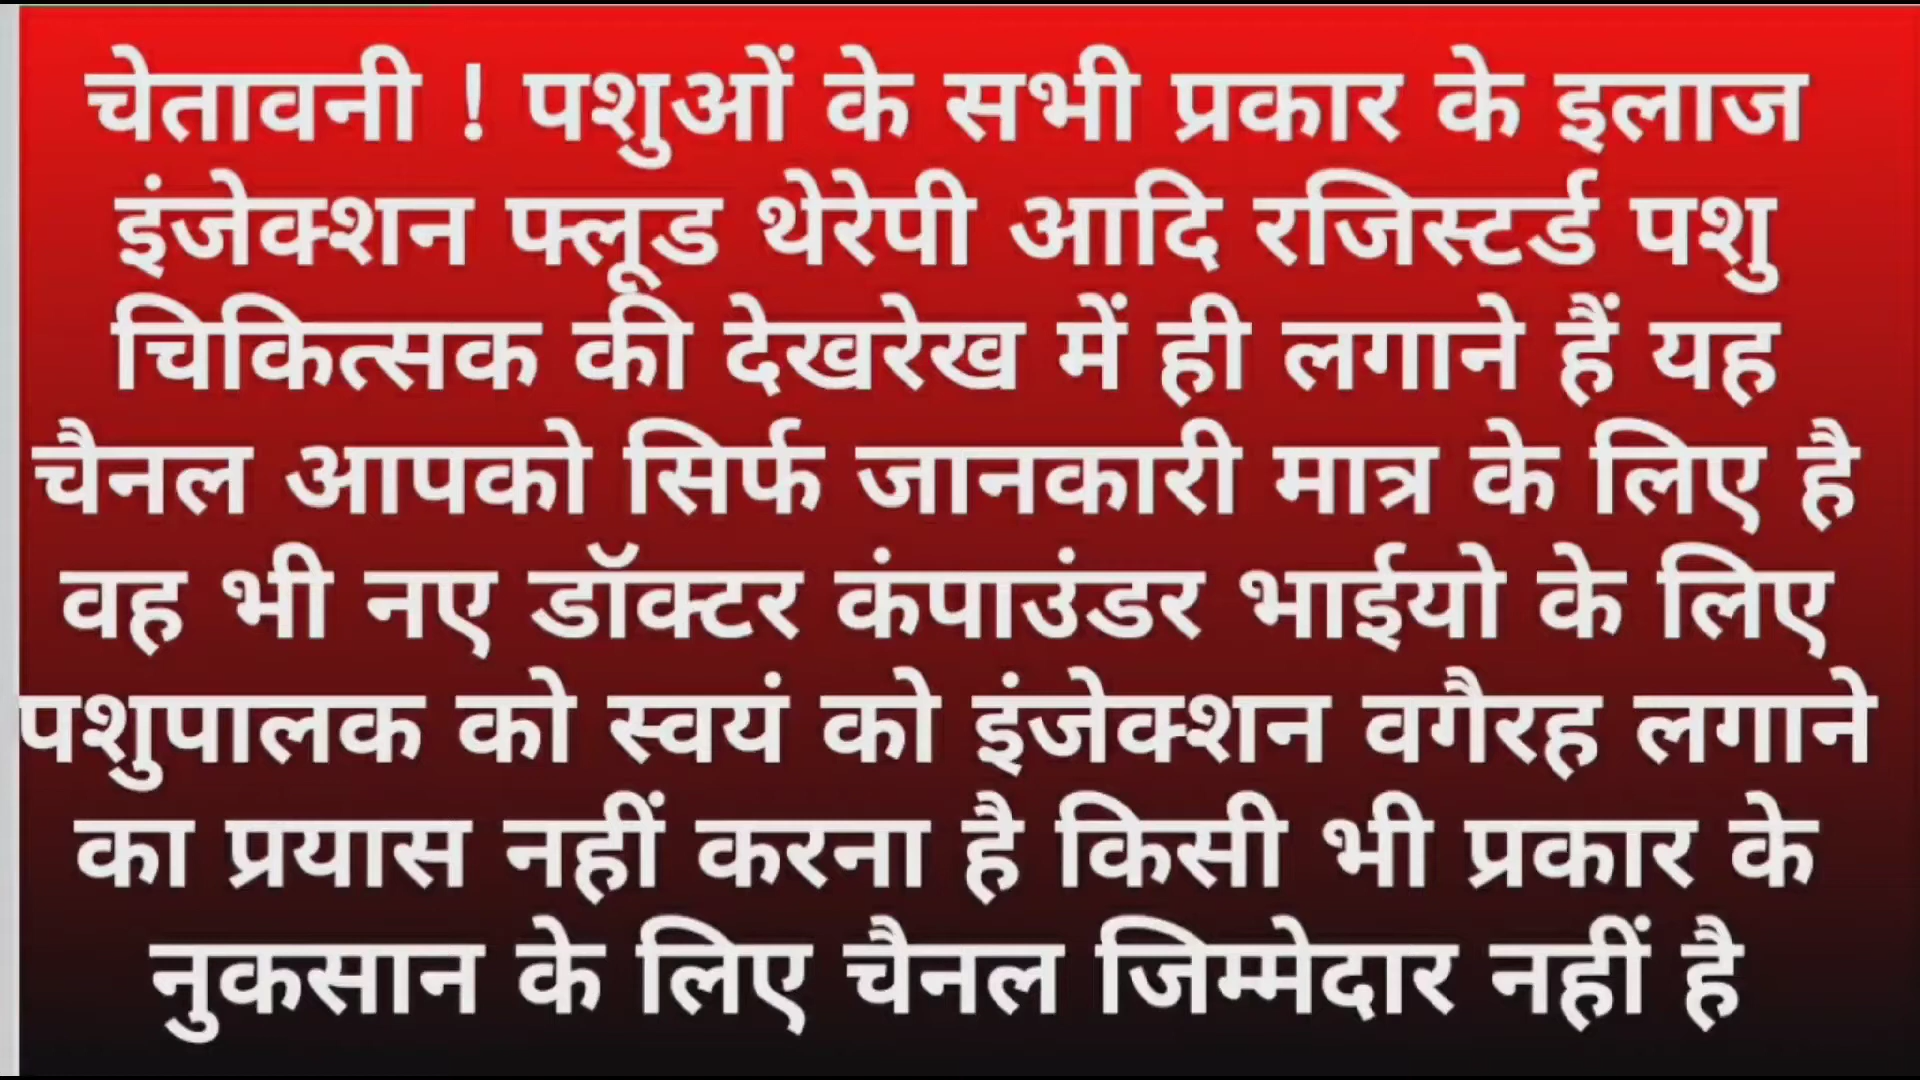 चेतावनी ! पशुओं के सभी प्रकार के इलाज
इंजेक्शन फ्लूड थेरेपी आदि रजिस्टर्ड पशु
चिकित्सक की देखरेख में ही लगाने हैं यह
चैनल आपको सिर्फ जानकारी मात्र के लिए है
वह भी नए डॉक्टर कंपाउंडर भाईयो के लिए
पशुपालक को स्वयं को इंजेक्शन वगैरह लगाने
का प्रयास नहीं करना है किसी भी प्रकार के
नुकसान के लिए चैनल जिम्मेदार नहीं है